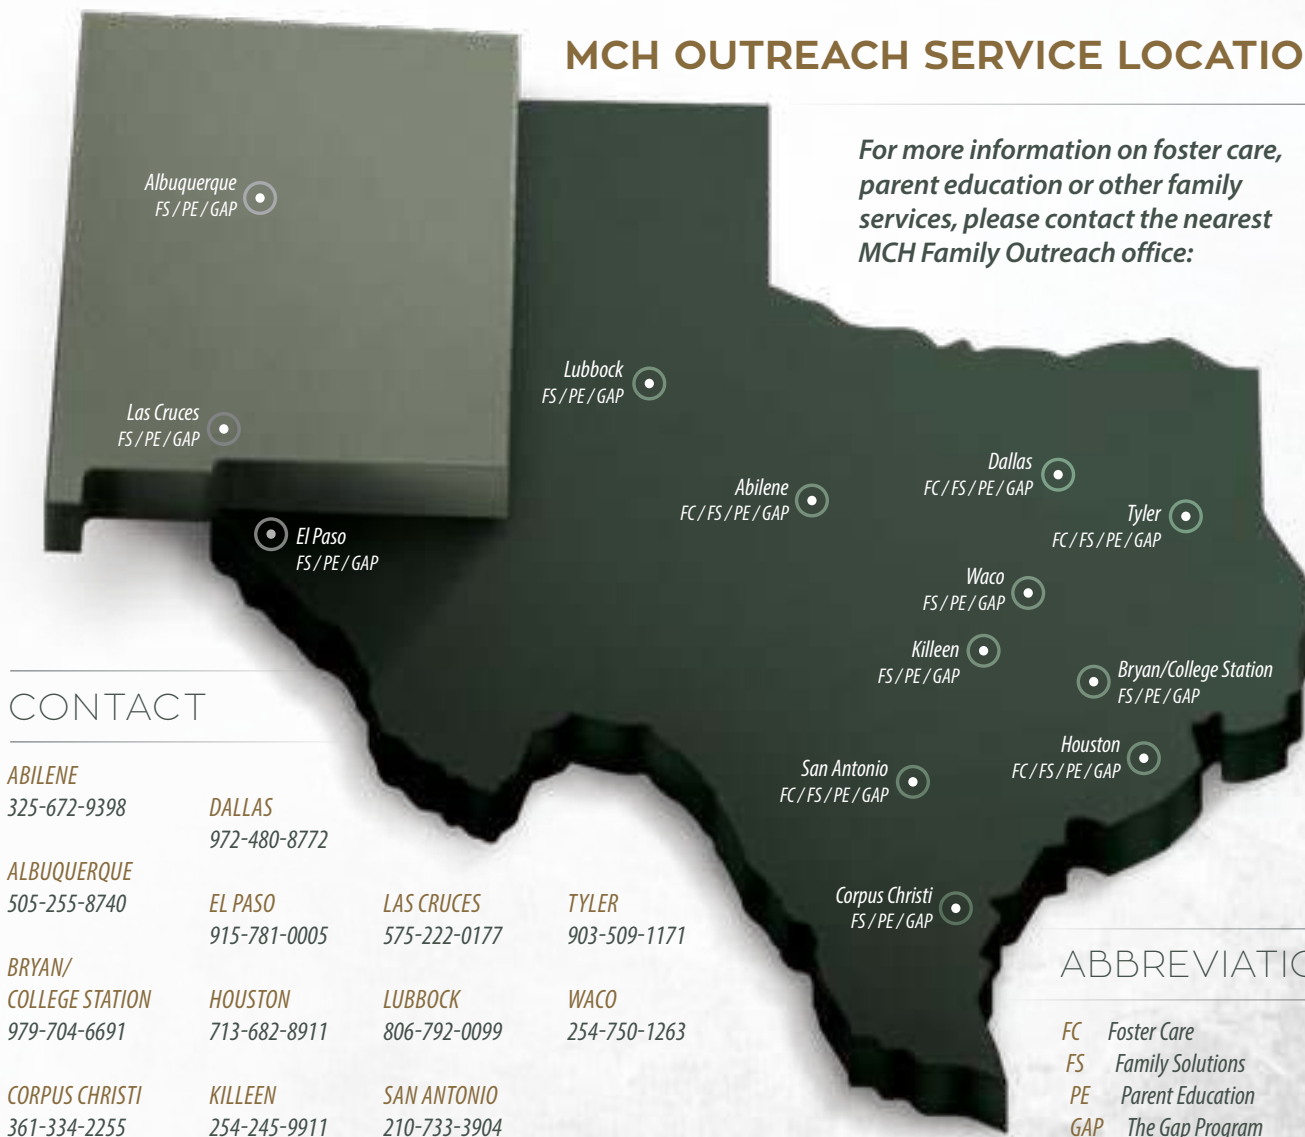 MCH OUTREACH SERVICE LOCATIO
For more information on foster care,
parent education or other family
services, please contact the nearest
MCH Family Outreach office:
Albuquerque
FS / PE / GAP
Las Cruces
FS / PE / GAP
Lubbock
FS / PE / GAP
Abilene
FC / FS / PE / GAP
Dallas
FC / FS / PE / GAP
Tyler
FC / FS / PE / GAP
El Paso
FS / PE / GAP
Waco
FS / PE / GAP
Killeen
FS / PE / GAP
Bryan/College Station
FS / PE / GAP
Houston
FC / FS / PE / GAP
San Antonio
FC / FS / PE / GAP
Corpus Christi
FS / PE / GAP
CONTACT
ABILENE
325-672-9398
ALBUQUERQUE
505-255-8740
BRYAN/
COLLEGE STATION
979-704-6691
CORPUS CHRISTI
361-334-2255
DALLAS
972-480-8772
EL PASO
915-781-0005
HOUSTON
713-682-8911
KILLEEN
254-245-9911
LAS CRUCES
575-222-0177
LUBBOCK
806-792-0099
SAN ANTONIO
210-733-3904
TYLER
903-509-1171
WACO
254-750-1263
ABBREVIATIO
FC Foster Care
FS Family Solutions
PE Parent Education
GAP The Gap Program